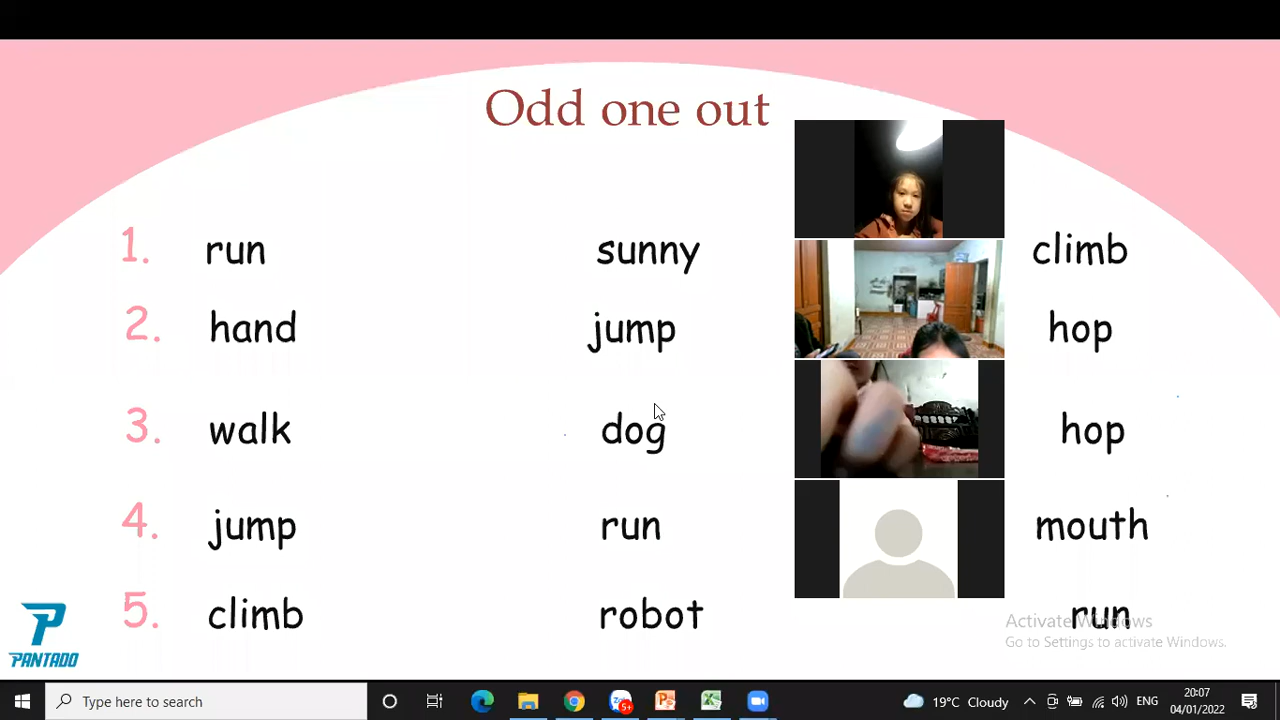 Odd one out
1. run sunny climb
2. hand jump hop
3. walk dog hop
4. jump run mouth
5. climb robot run
PANTADO
Activate Windows
Go to Settings to activate Windows.
Type here to search
5+
19°C Cloudy
ENG
20:07
04/01/2022